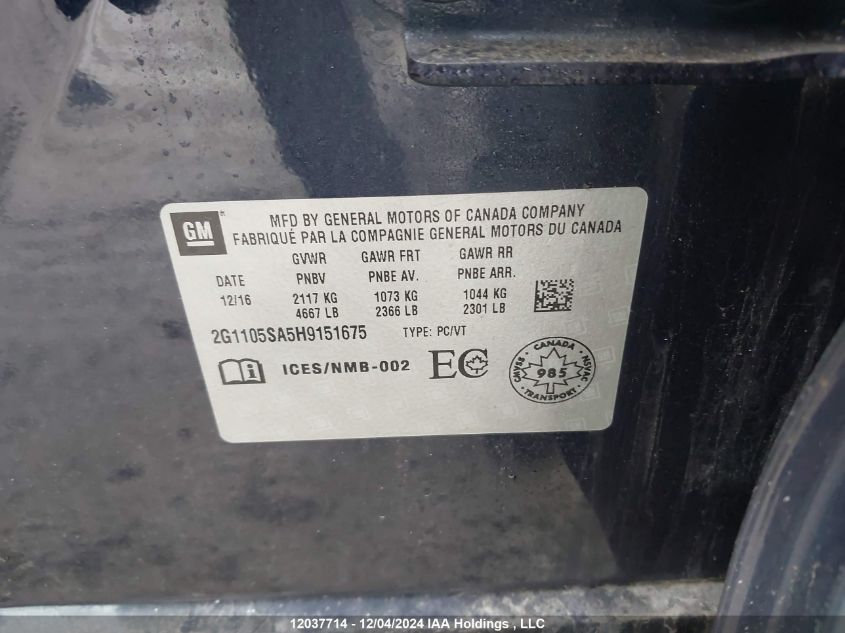 GM
MFD BY GENERAL MOTORS OF CANADA COMPANY
FABRIQUÉ PAR LA COMPAGNIE GENERAL MOTORS DU CANADA
GVWR GAWR FRT GAWR RR
DATE PNBV PNBE AV. PNBE ARR.
12/16 2117 KG 1073 KG 1044 KG
4667 LB 2366 LB 2301 LB
2G1105SA5H9151675 TYPE: PC/VT
ICES/NMB-002 EC
CANADA
CMVSS 985 NSVAC
TRANSPORT
12037714 - 12/04/2024 IAA Holdings , LLC